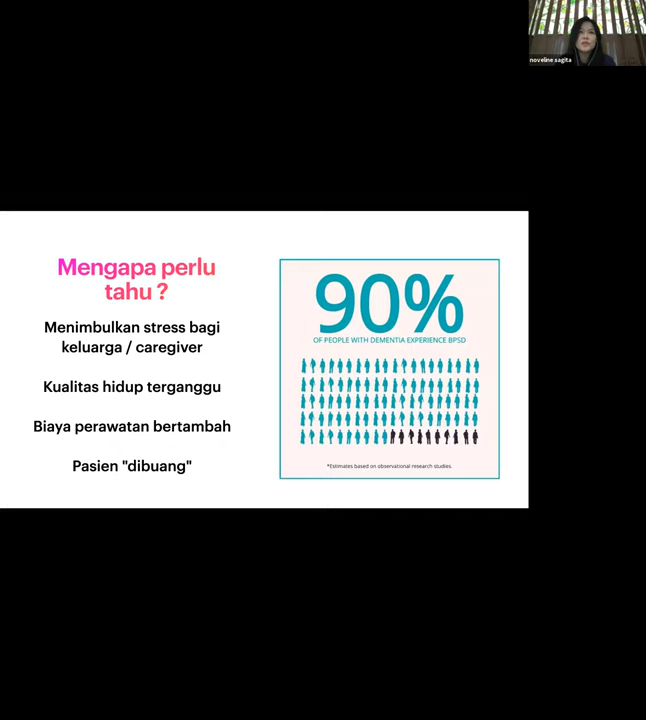 noveline sagita
Mengapa perlu
tahu ?
Menimbulkan stress bagi
keluarga / caregiver
Kualitas hidup terganggu
Biaya perawatan bertambah
Pasien "dibuang"
90%
OF PEOPLE WITH DEMENTIA EXPERIENCE BPSD
*Estimates based on observational research studies.